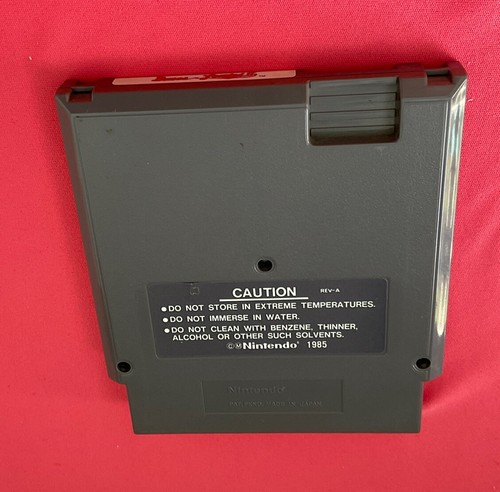 CAUTION
REV-A
●DO NOT STORE IN EXTREME TEMPERATURES.
●DO NOT IMMERSE IN WATER.
●DO NOT CLEAN WITH BENZENE, THINNER,
ALCOHOL OR OTHER SUCH SOLVENTS.
©Ⓜ Nintendo® 1985
Nintendo®